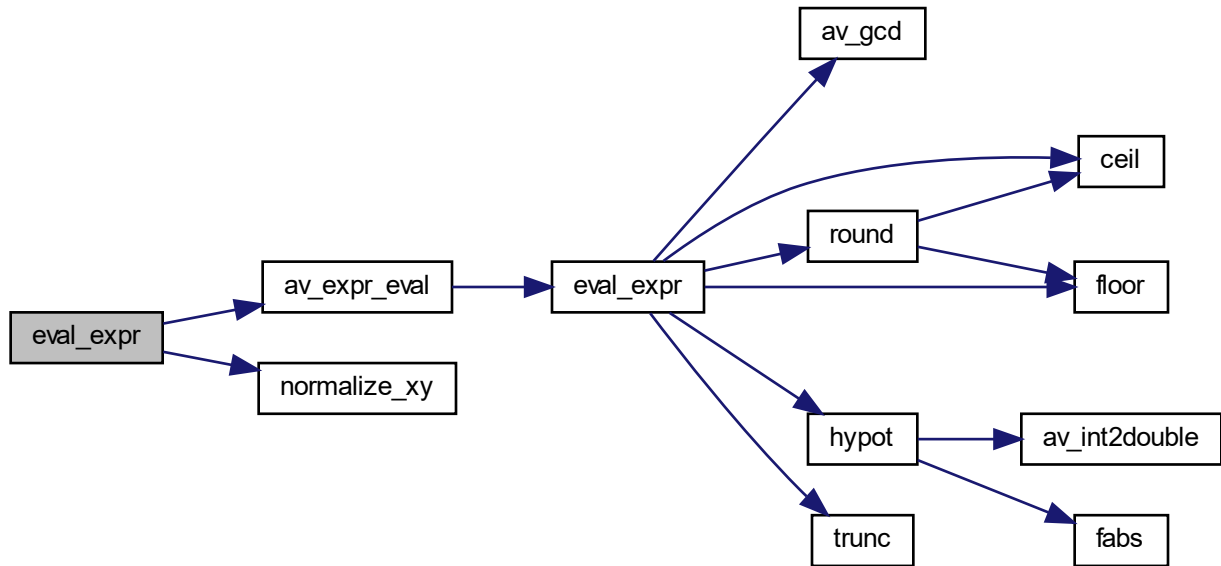 av_gcd
ceil
round
av_expr_eval
eval_expr
floor
eval_expr
normalize_xy
hypot
av_int2double
trunc
fabs